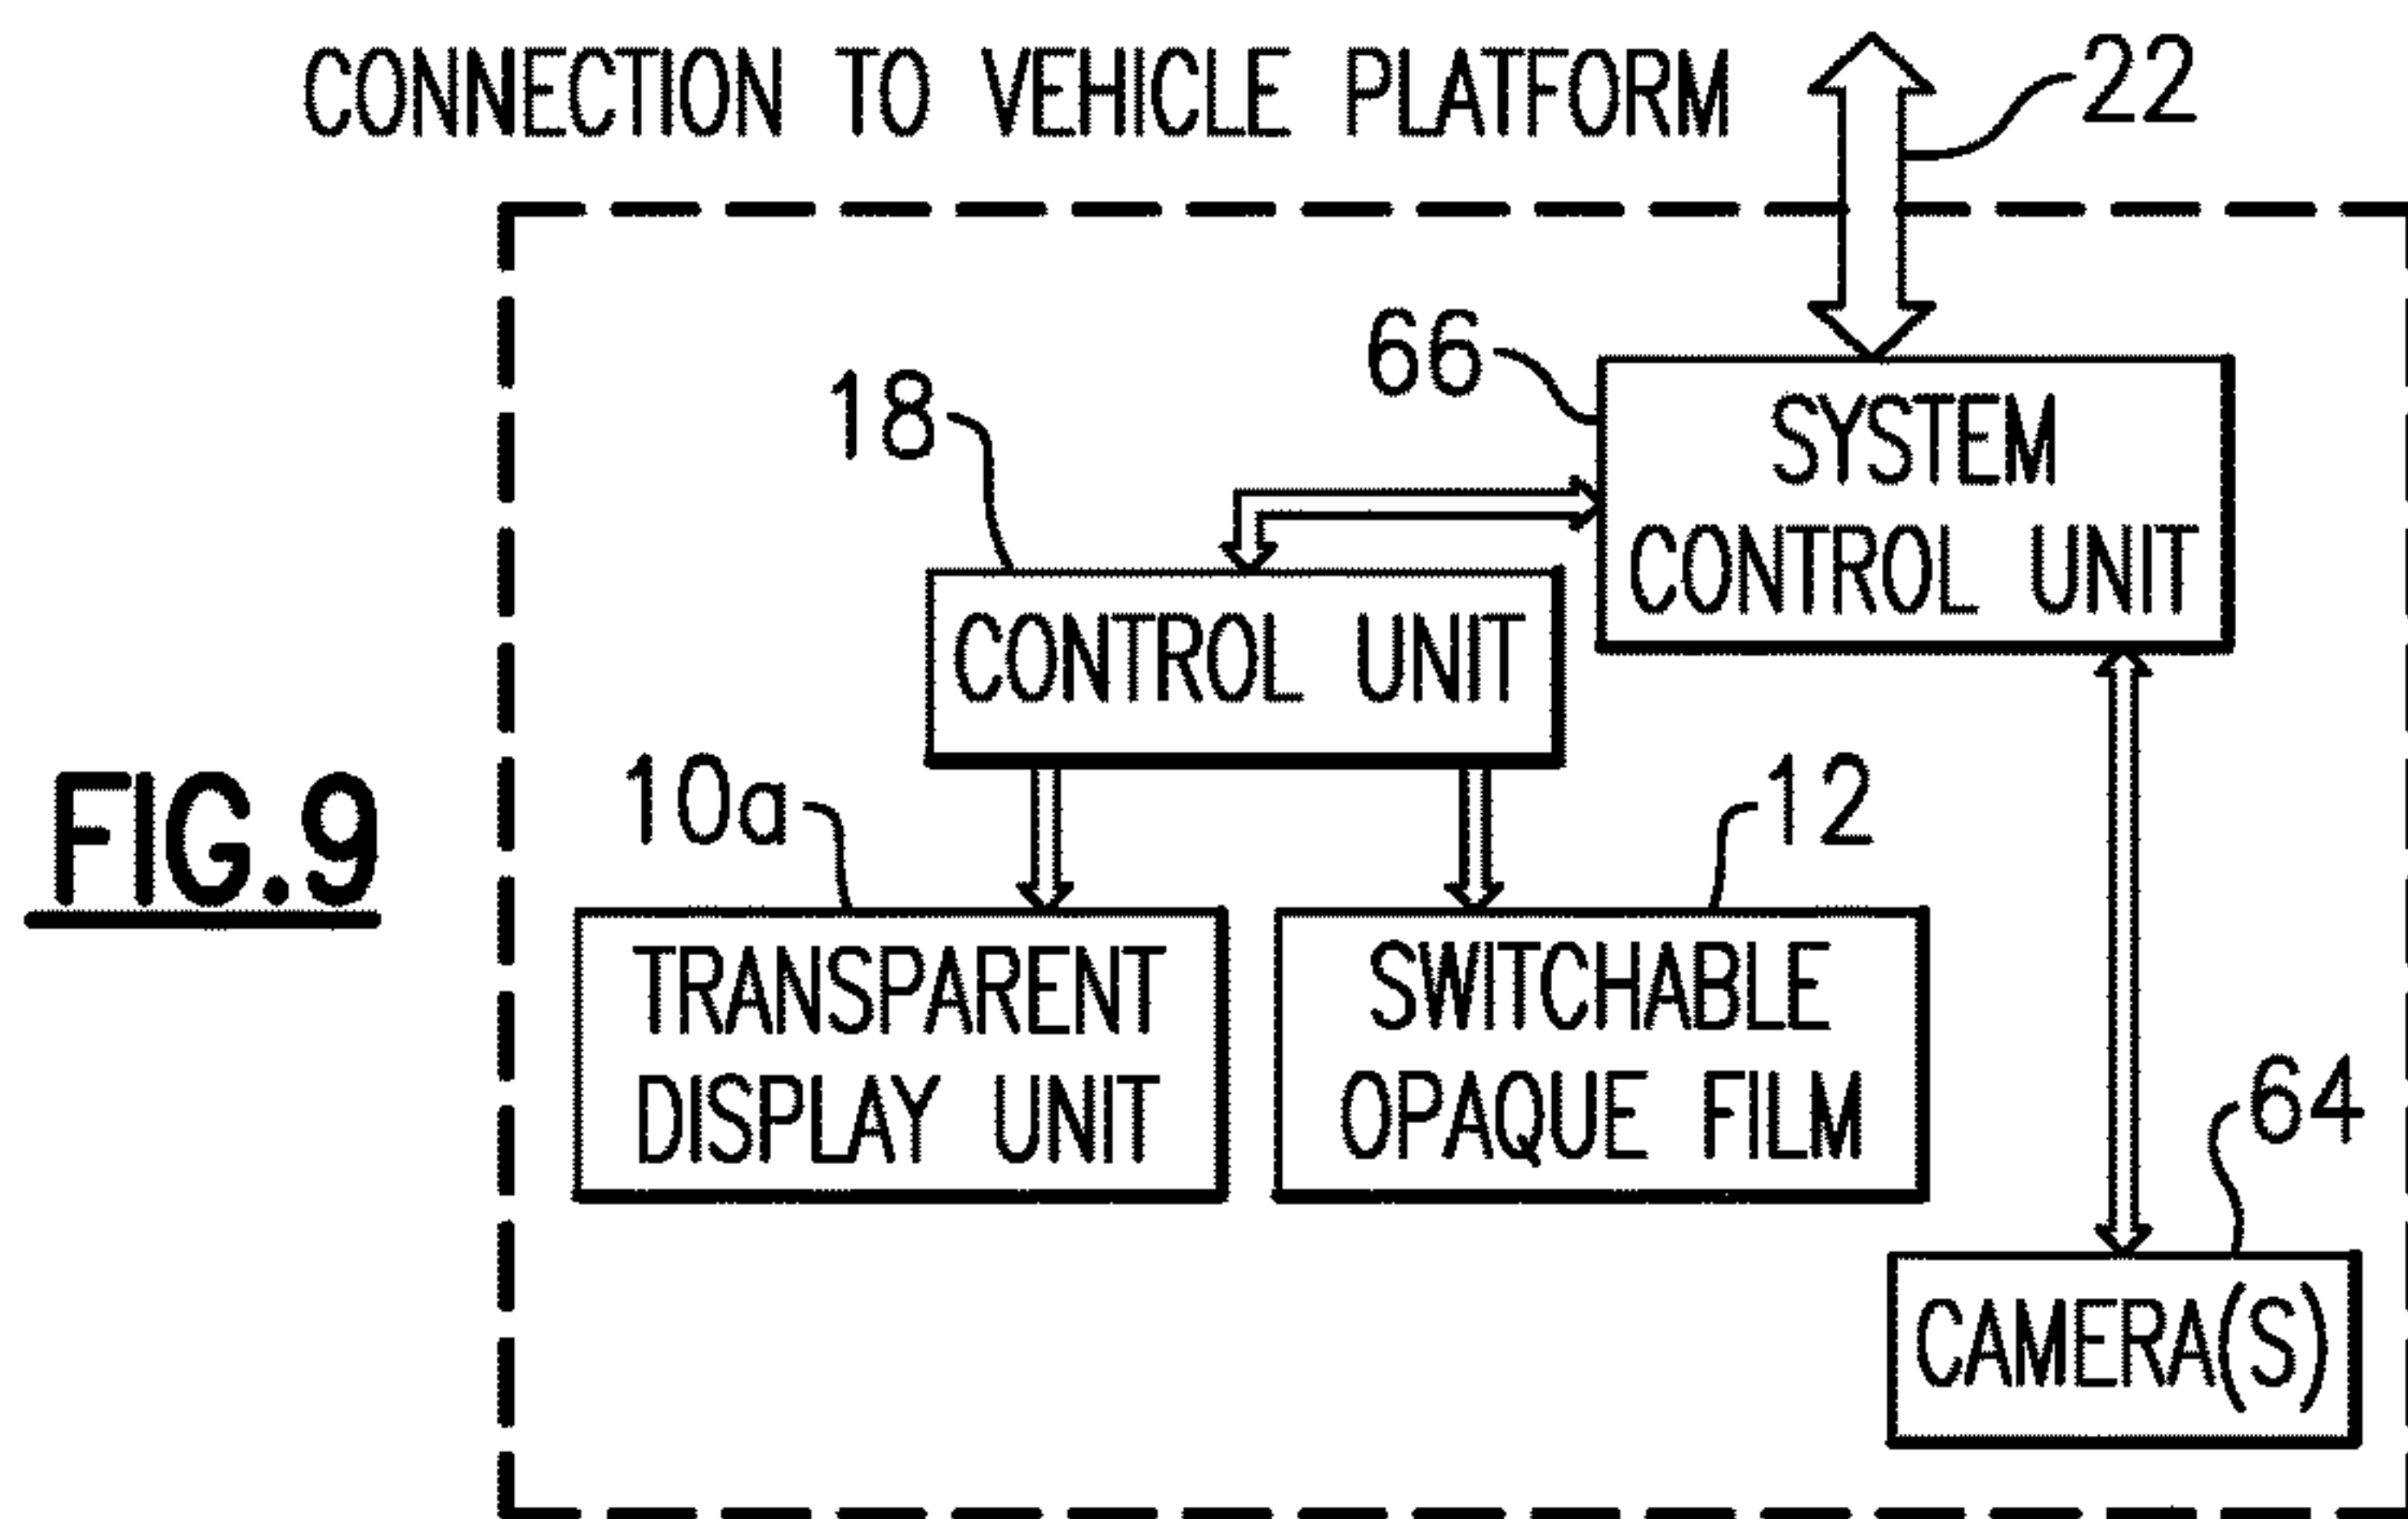 CONNECTION TO VEHICLE PLATFORM
22
66
18
SYSTEM
CONTROL UNIT
CONTROL UNIT
10a
12
FIG.9
TRANSPARENT
DISPLAY UNIT
SWITCHABLE
OPAQUE FILM
64
CAMERA(S)